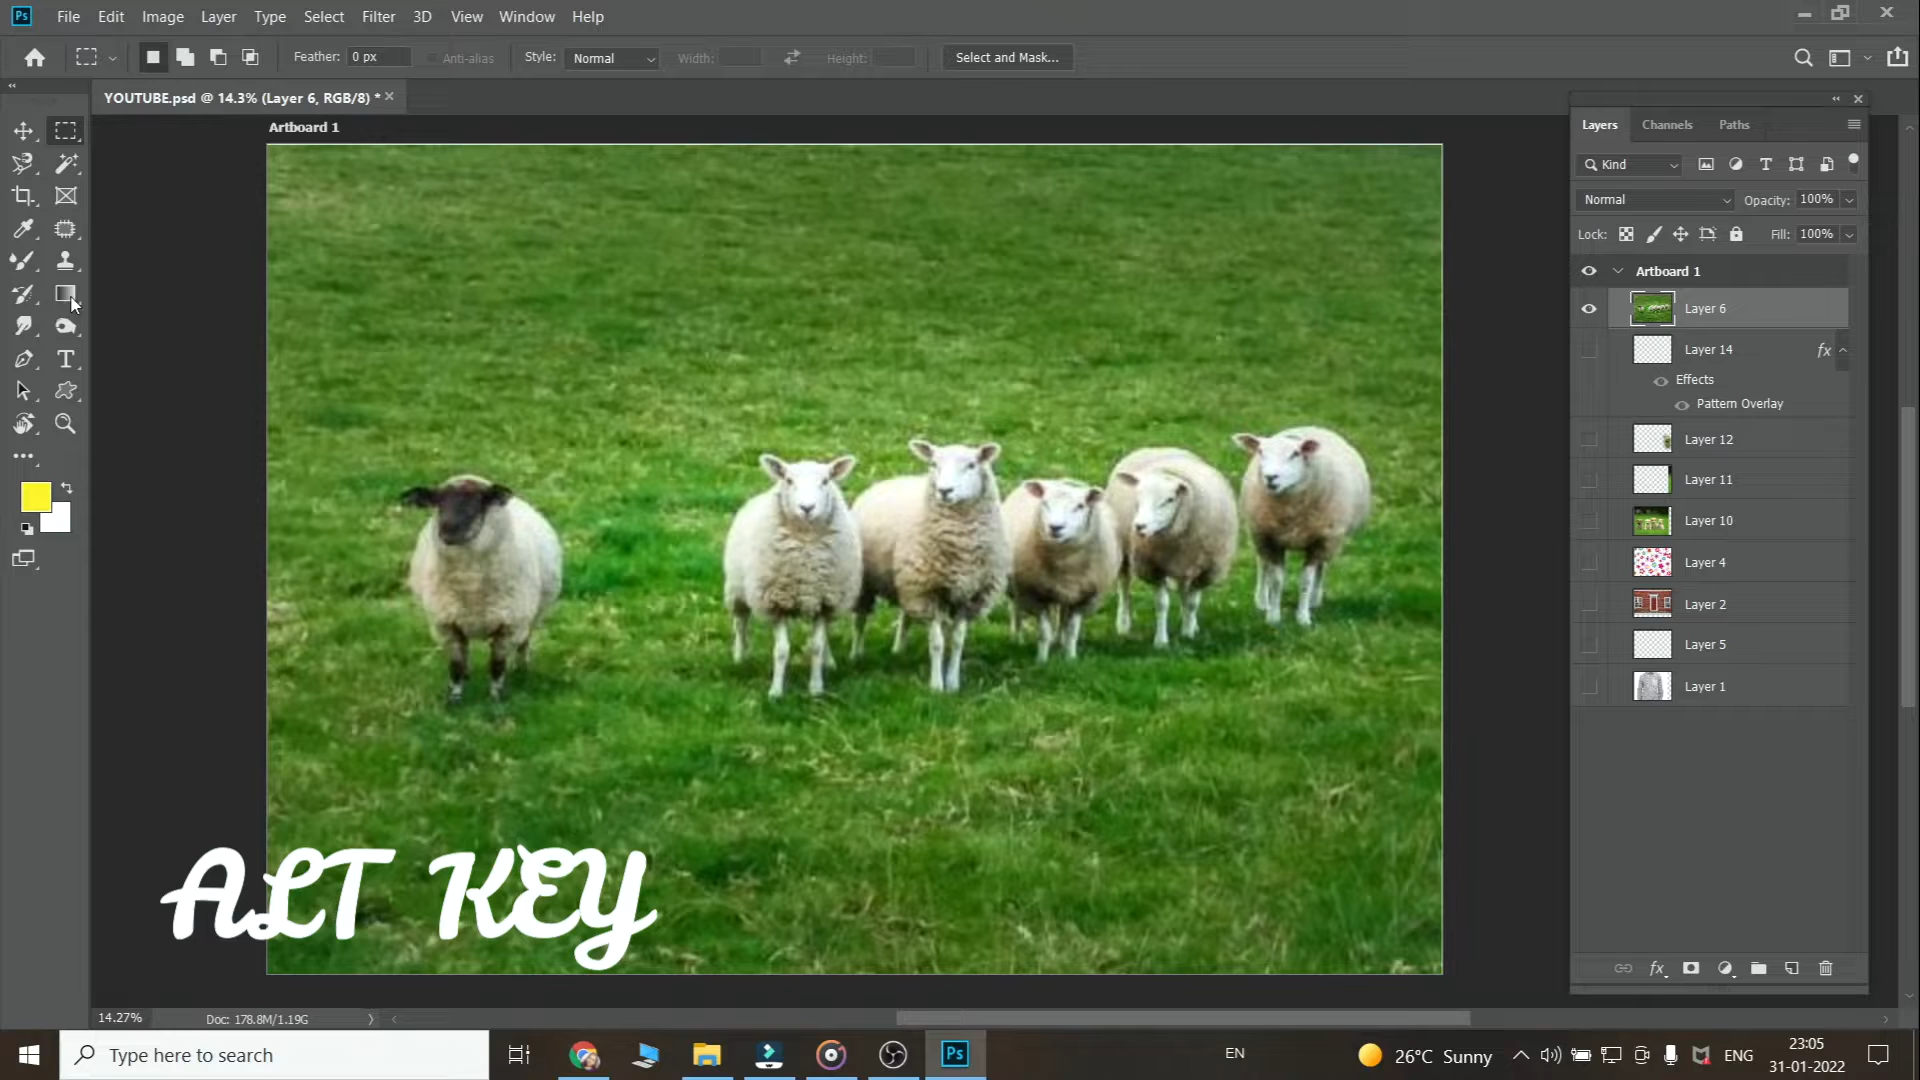 Ps File Edit Image Layer Type Select Filter 3D View Window Help
Feather: 0 px Anti-alias Style: Normal Width: Height: Select and Mask...
YOUTUBE.psd @ 14.3% (Layer 6, RGB/8) *
Artboard 1
Layers Channels Paths
Kind
Normal Opacity: 100%
Lock: Fill: 100%
Artboard 1
Layer 6
Layer 14 fx
Effects
Pattern Overlay
Layer 12
Layer 11
Layer 10
Layer 4
Layer 2
Layer 5
Layer 1
ALT KEY
fx
14.27% Doc: 178.8M/1.19G
Type here to search
Ps
EN
26°C Sunny
ENG
23:05
31-01-2022